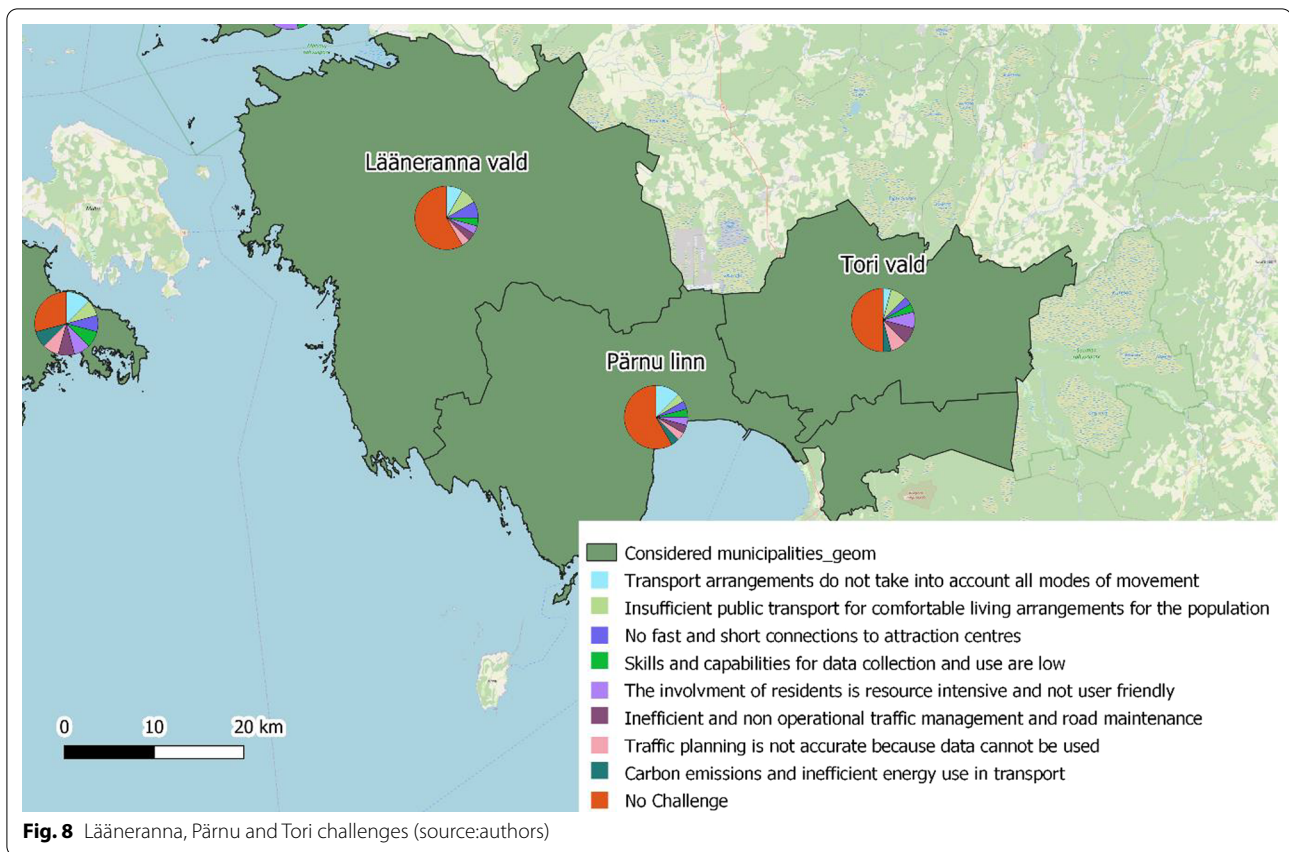 Lääneranna vald
Tori vald
Pärnu linn
Considered municipalities_geom
Transport arrangements do not take into account all modes of movement
Insufficient public transport for comfortable living arrangements for the population
No fast and short connections to attraction centres
Skills and capabilities for data collection and use are low
The involvment of residents is resource intensive and not user friendly
Inefficient and non operational traffic management and road maintenance
Traffic planning is not accurate because data cannot be used
Carbon emissions and inefficient energy use in transport
No Challenge
0 10 20 km
Fig. 8 Lääneranna, Pärnu and Tori challenges (source:authors)